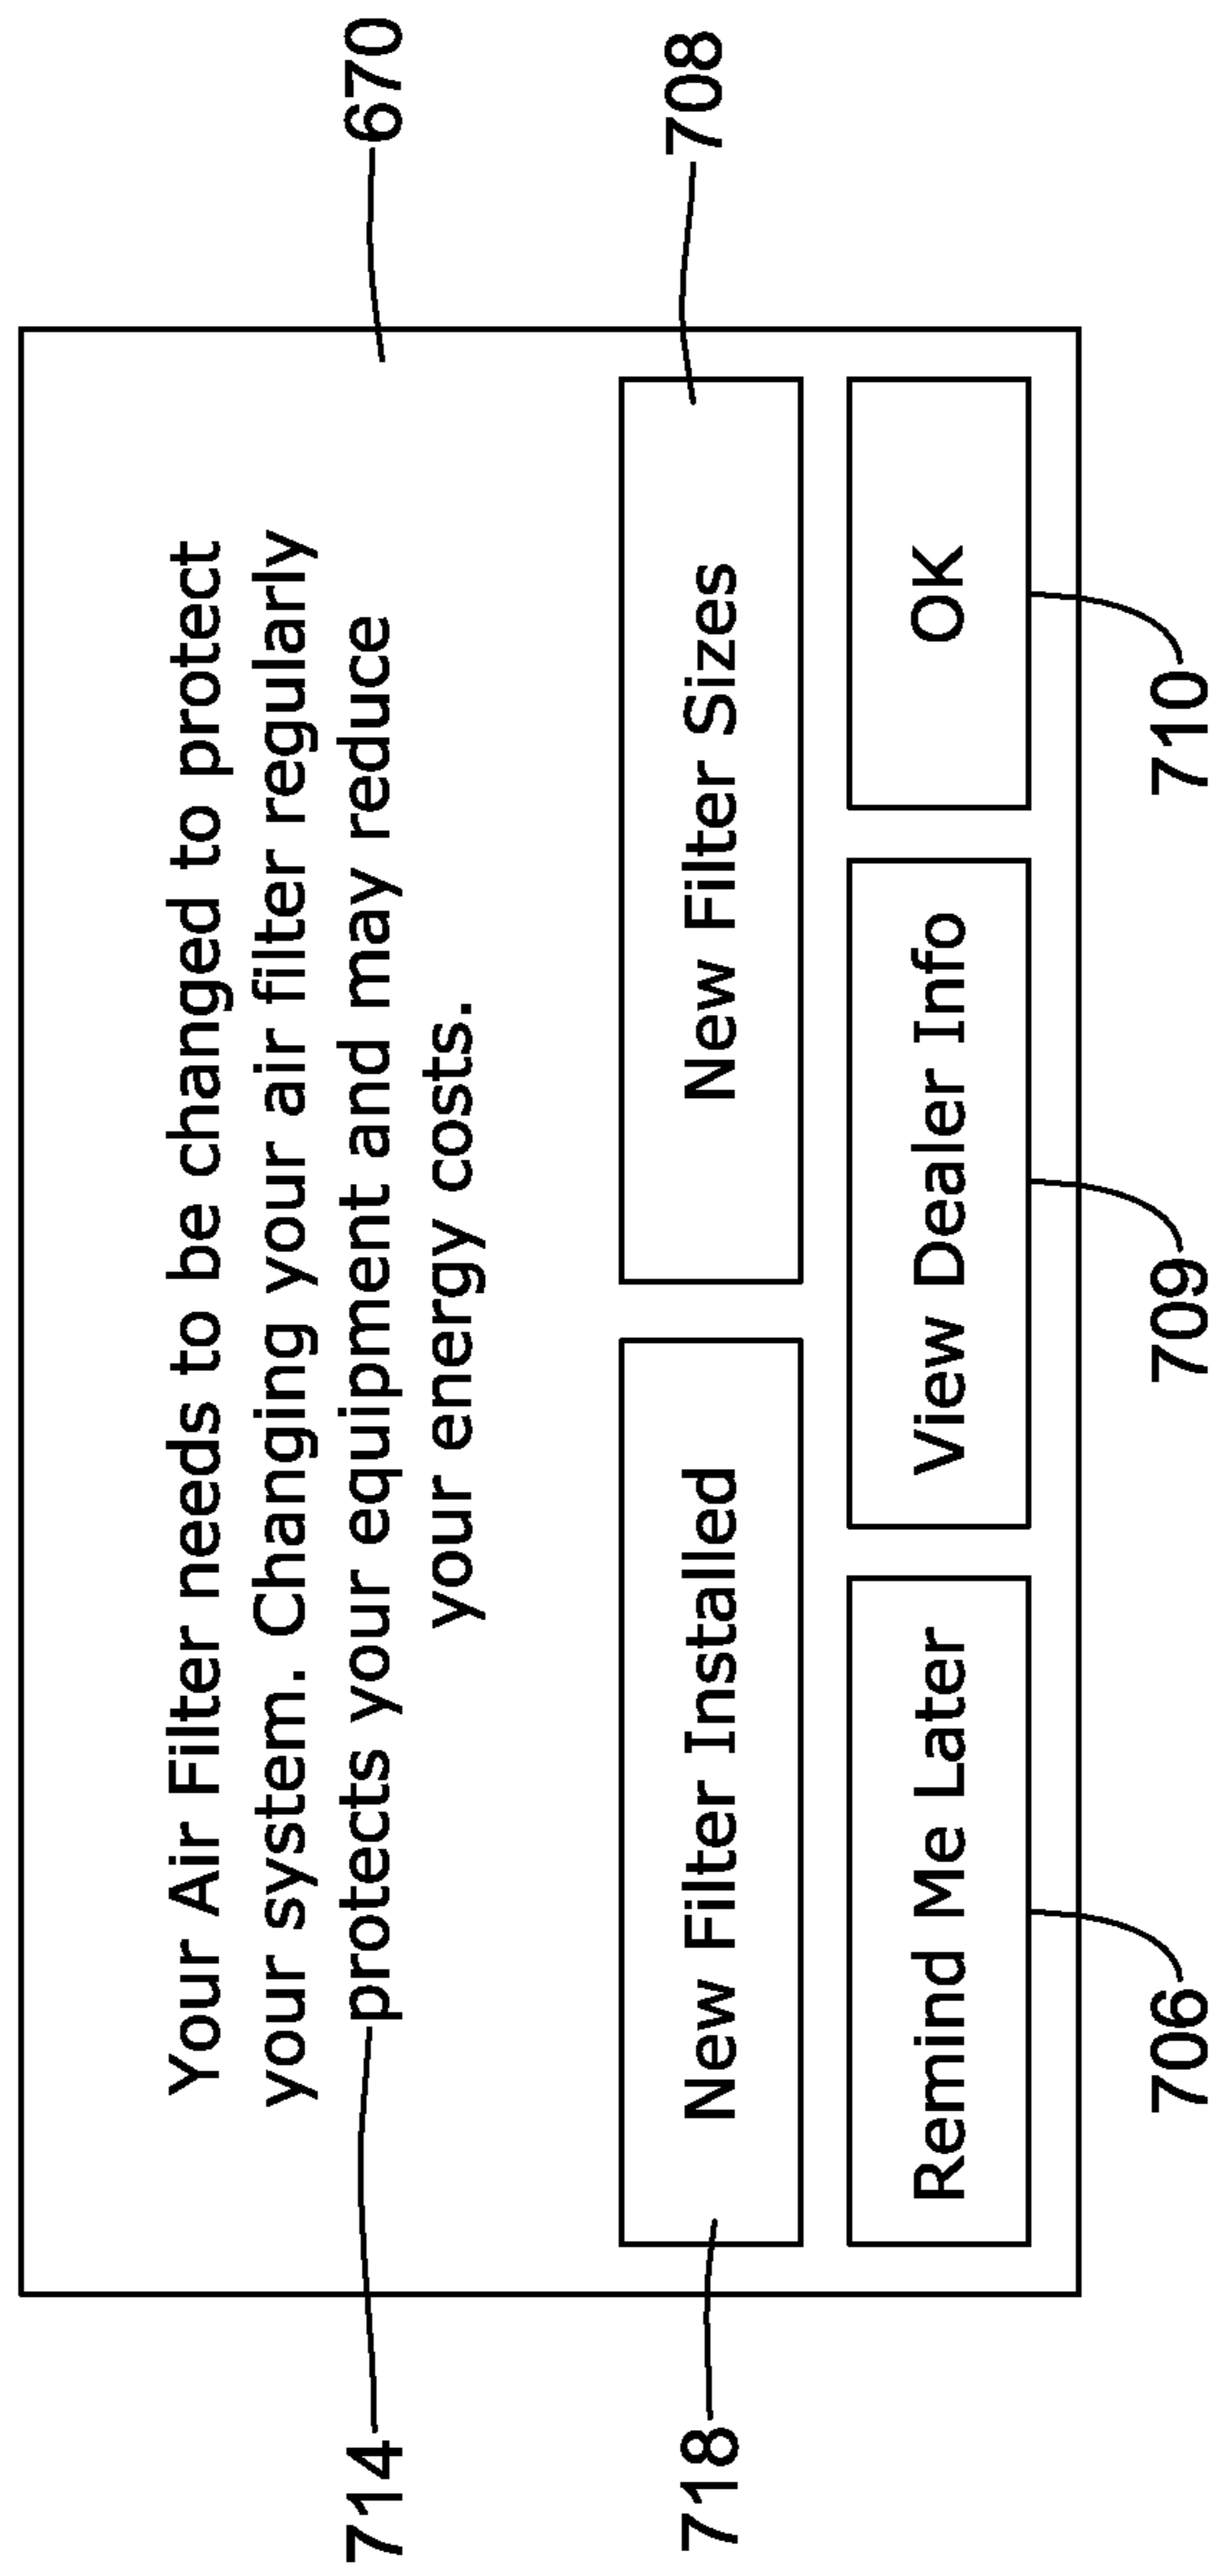 670
Your Air Filter needs to be changed to protect
your system. Changing your air filter regularly
714
protects your equipment and may reduce
your energy costs.
718
New Filter Installed
New Filter Sizes
708
Remind Me Later
View Dealer Info
OK
706
709
710